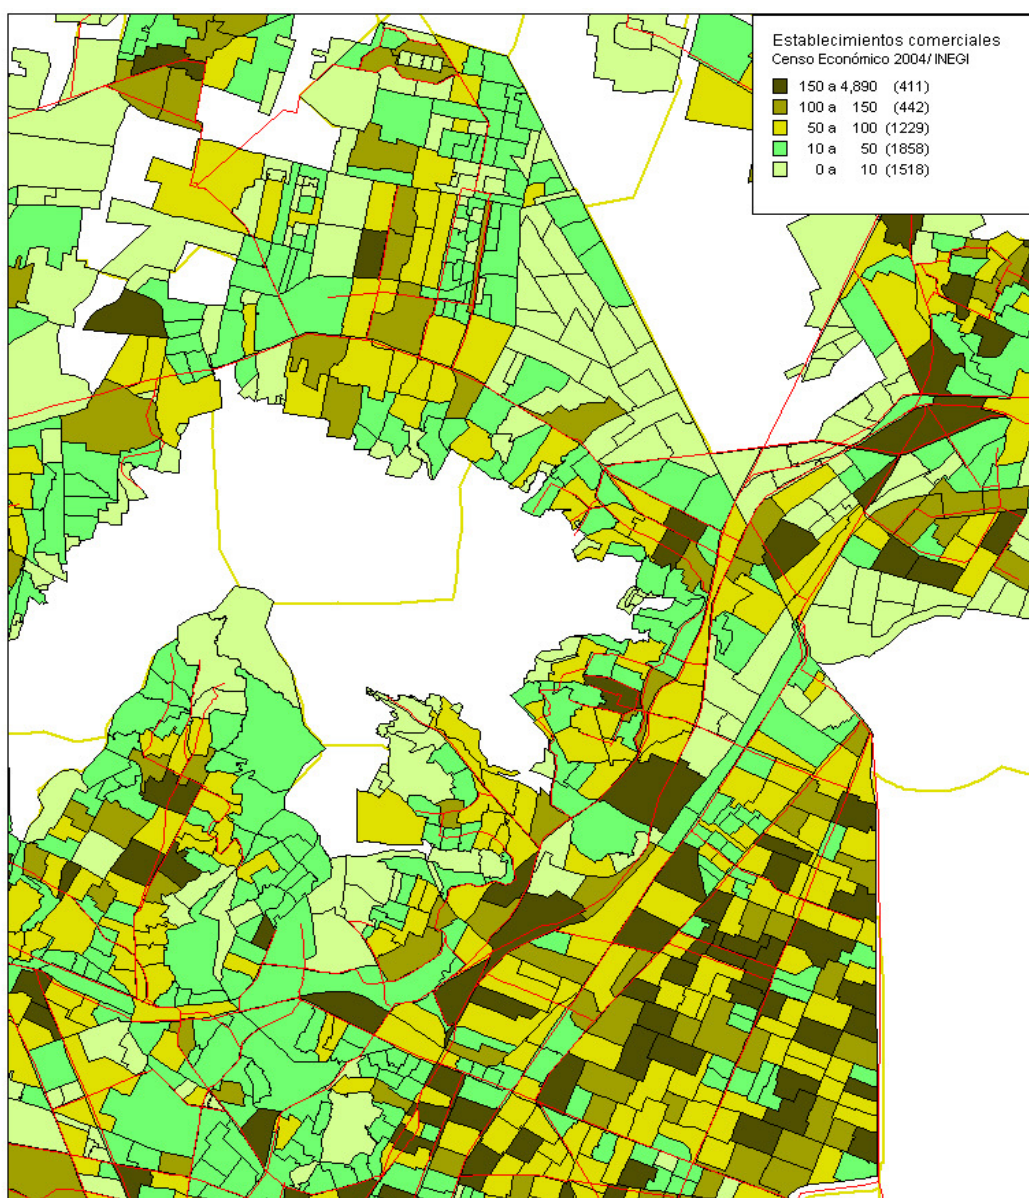 Establecimientos comerciales
Censo Económico 2004/ INEGI
150 a 4,890 (411)
100 a 150 (442)
50 a 100 (1229)
10 a 50 (1858)
0 a 10 (1518)